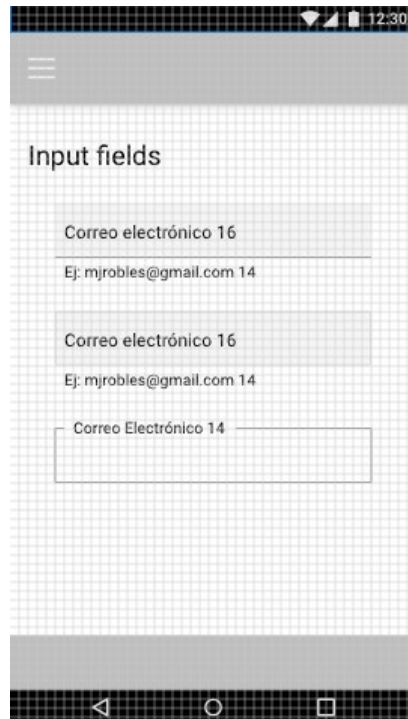 12:30
Input fields
Correo electrónico 16
Ej: mjrobles@gmail.com 14
Correo electrónico 16
Ej: mjrobles@gmail.com 14
Correo Electrónico 14